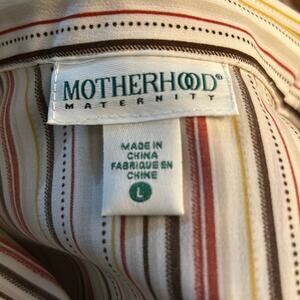 MOTHERHOOD®
MATERNITY
MADE IN
CHINA
FABRIQUE EN
CHINE
L